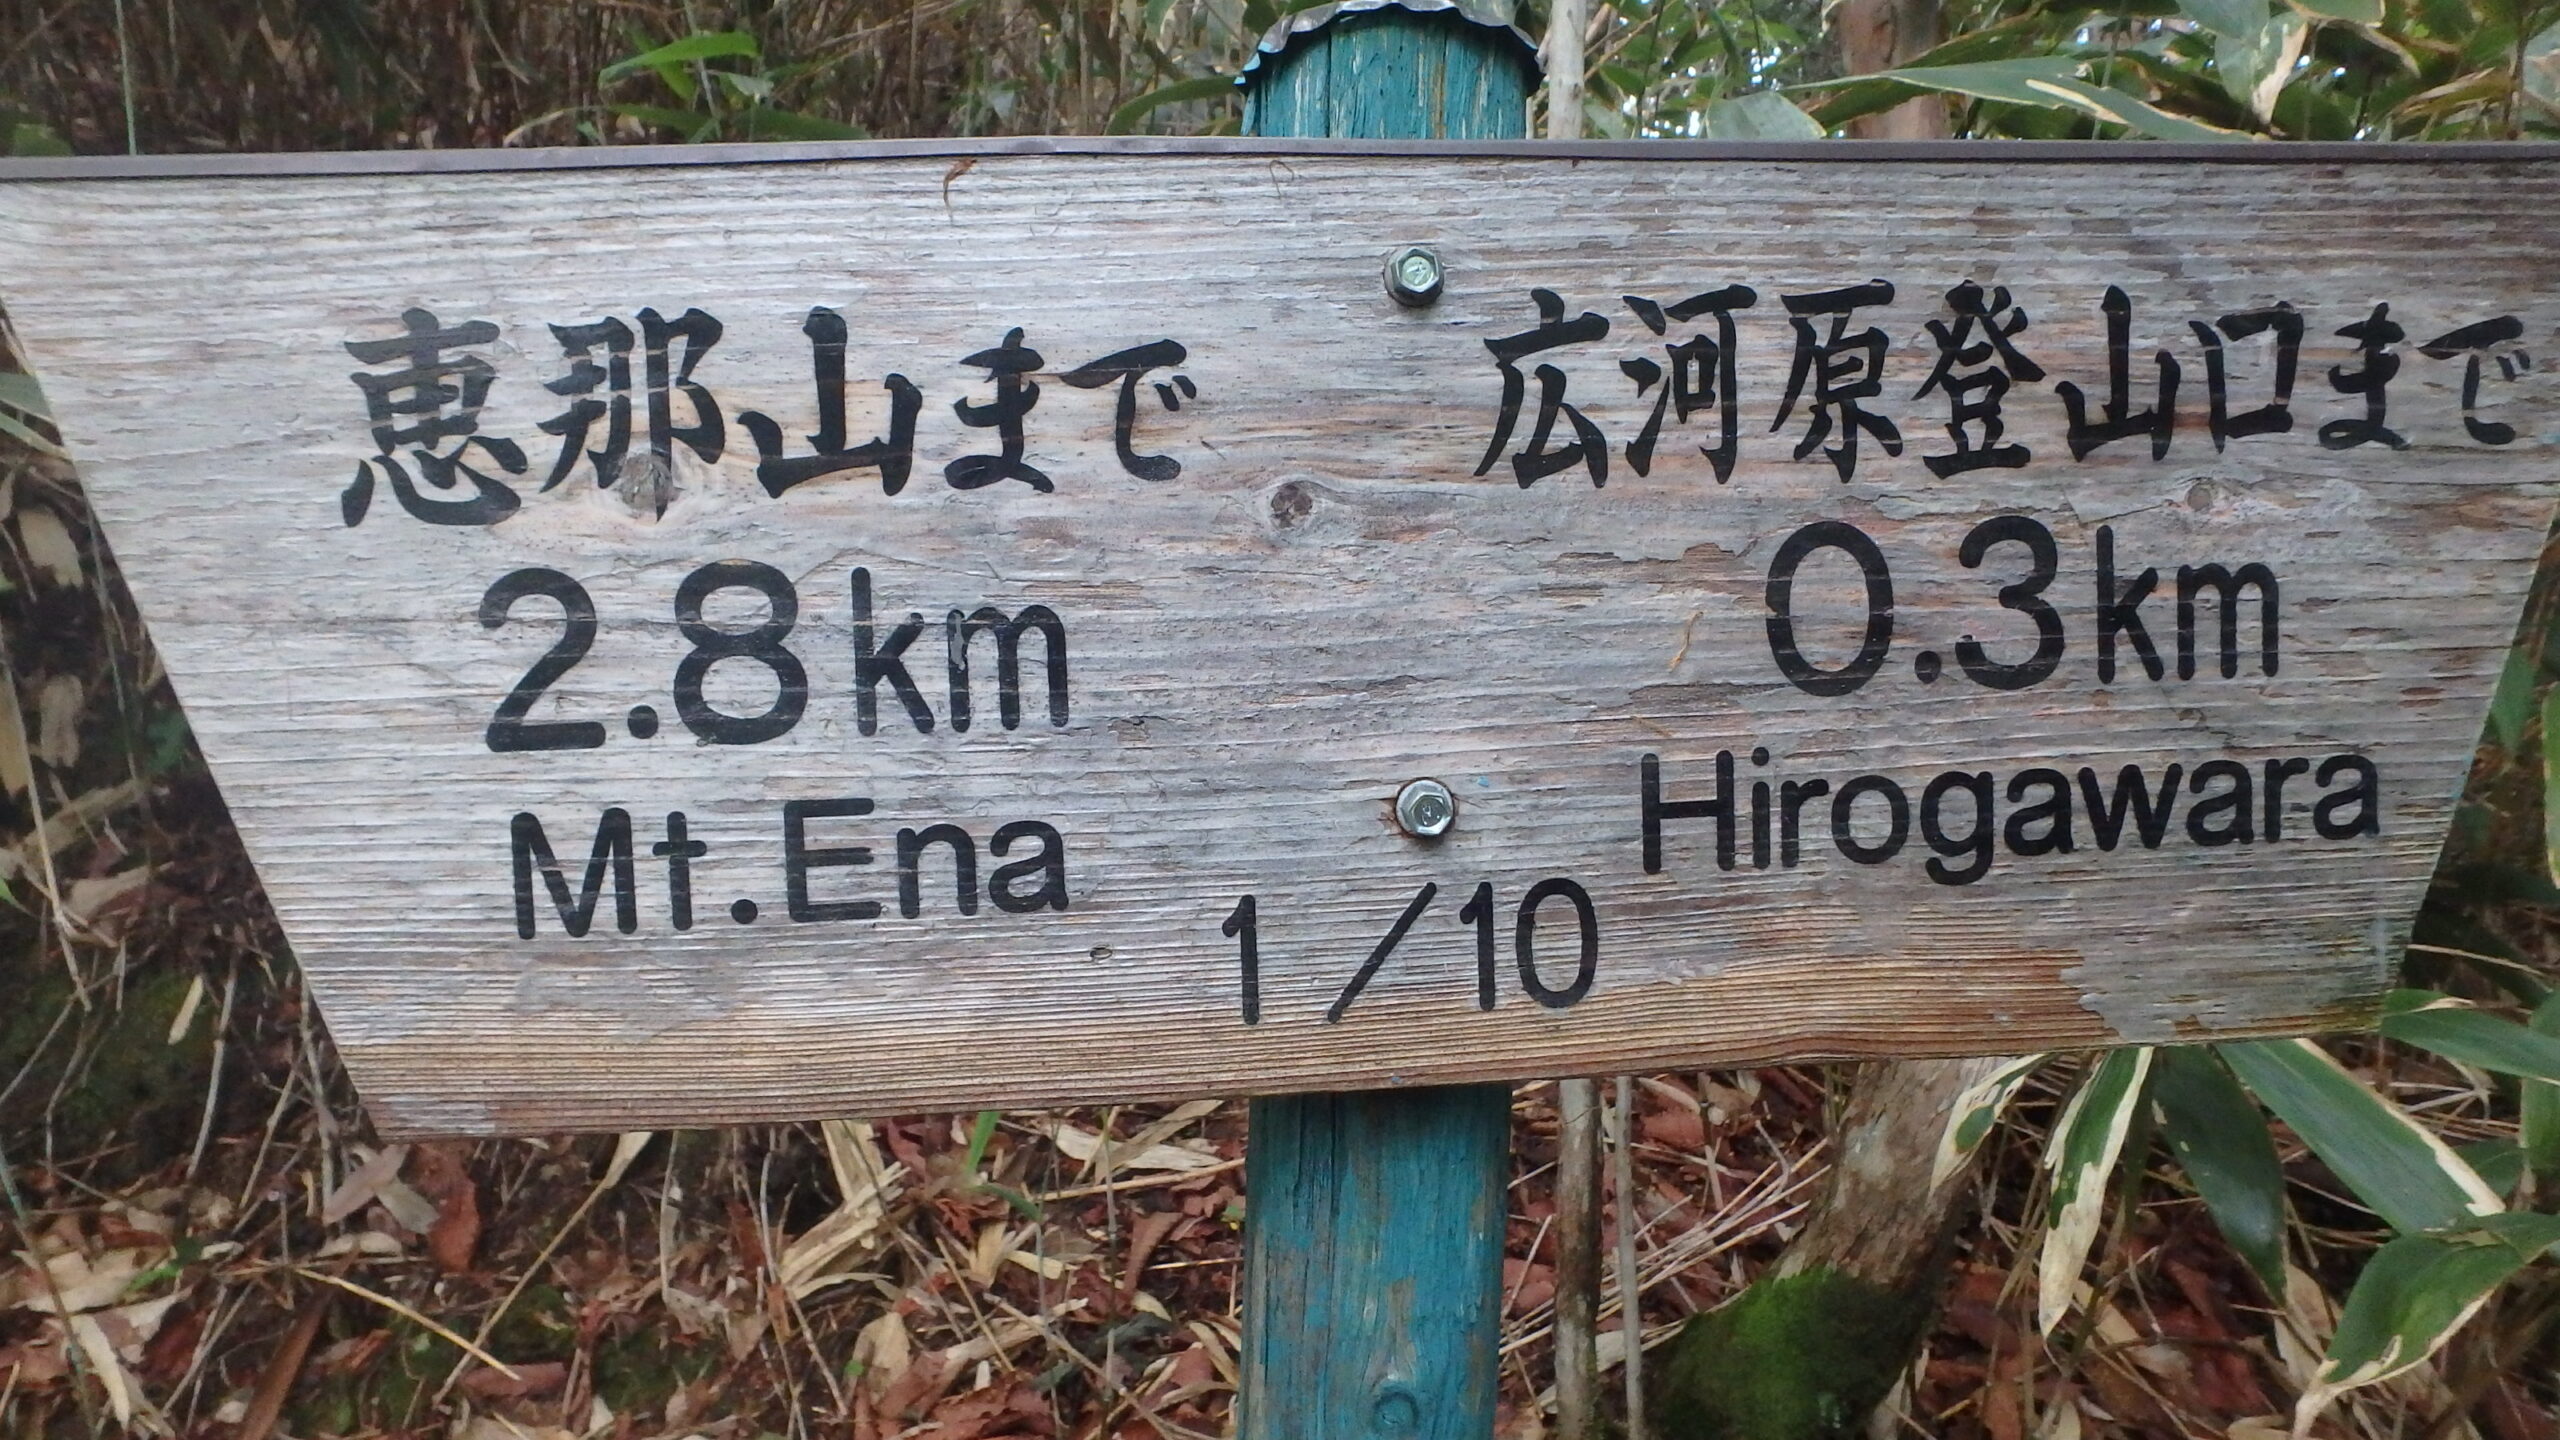 恵那山まで
2.8km
Mt.Ena
広河原登山口まで
0.3km
Hirogawara
1/10